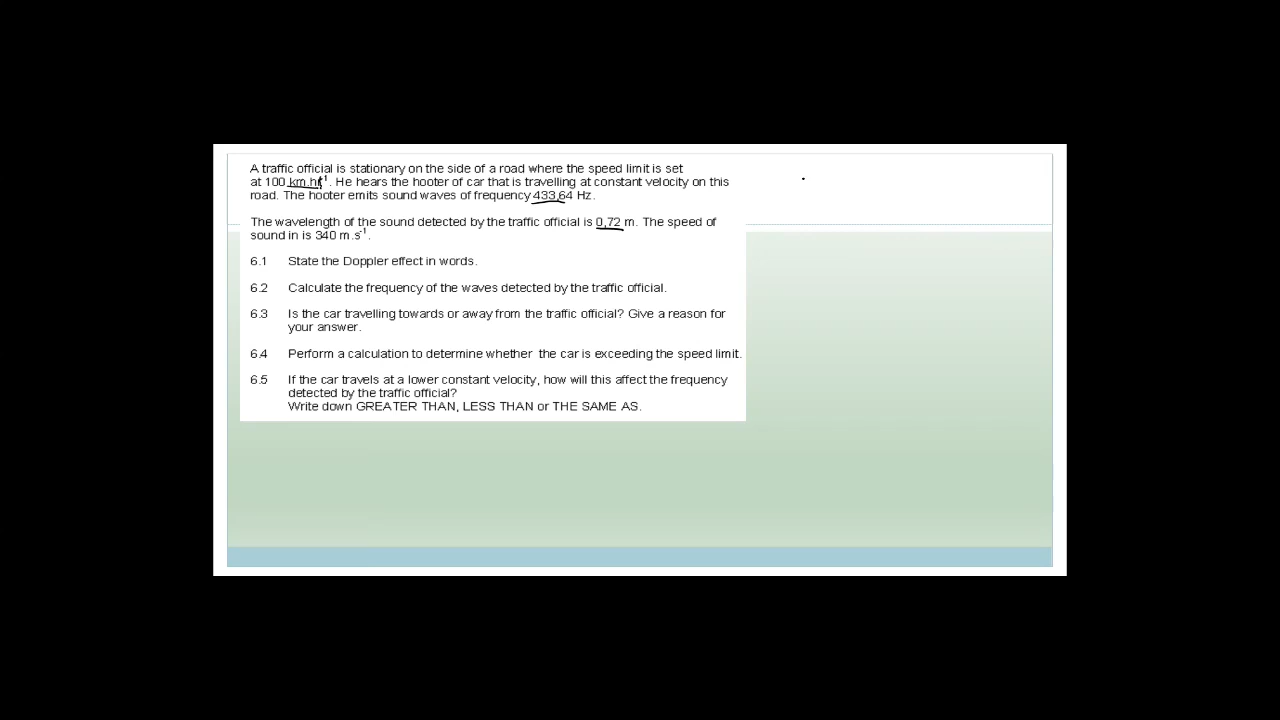 A traffic official is stationary on the side of a road where the speed limit is set
at 100 km.hr-1. He hears the hooter of car that is travelling at constant velocity on this
road. The hooter emits sound waves of frequency 433,64 Hz.
The wavelength of the sound detected by the traffic official is 0,72 m. The speed of
sound in is 340 m.s-1.
6.1 State the Doppler effect in words.
6.2 Calculate the frequency of the waves detected by the traffic official.
6.3 Is the car travelling towards or away from the traffic official? Give a reason for
your answer.
6.4 Perform a calculation to determine whether the car is exceeding the speed limit.
6.5 If the car travels at a lower constant velocity, how will this affect the frequency
detected by the traffic official?
Write down GREATER THAN, LESS THAN or THE SAME AS.